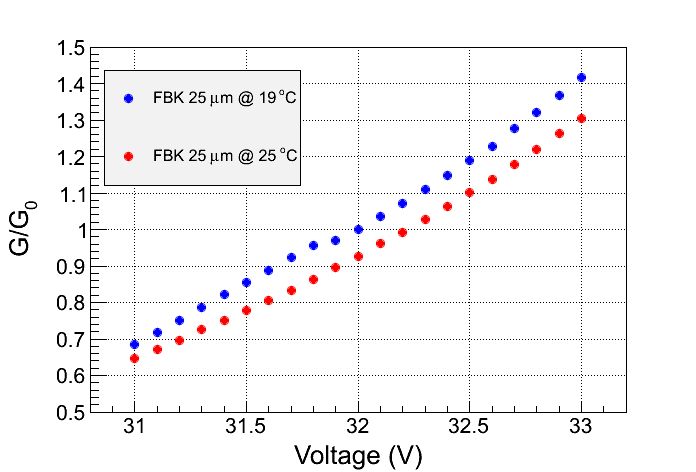 1.5
1.4
1.3
1.2
1.1
1
0.9
0.8
0.7
0.6
0.5
G/G₀
FBK 25 μm @ 19 °C
FBK 25 μm @ 25 °C
31 31.5 32 32.5 33
Voltage (V)